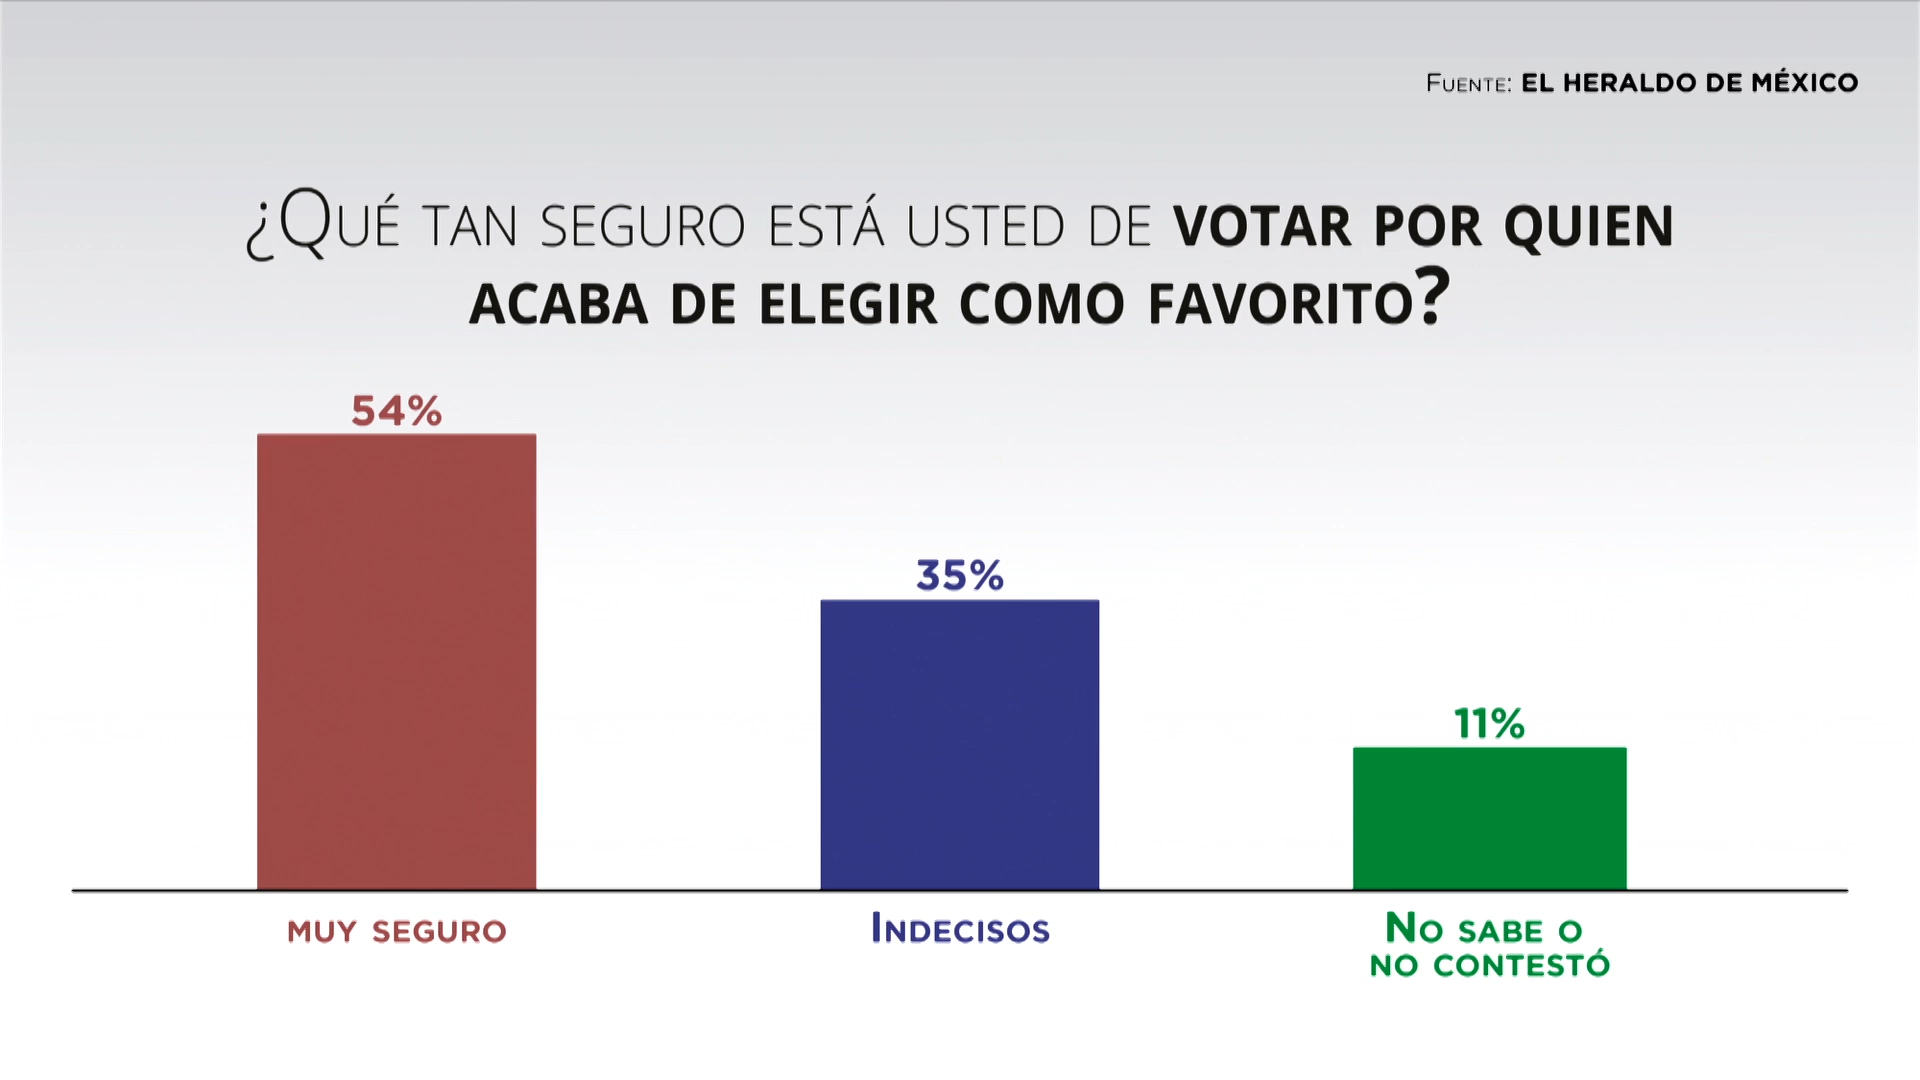 Fuente: EL HERALDO DE MÉXICO
¿Qué tan seguro está usted de votar por quien
acaba de elegir como favorito?
54%
35%
11%
muy seguro
Indecisos
No sabe o
no contestó